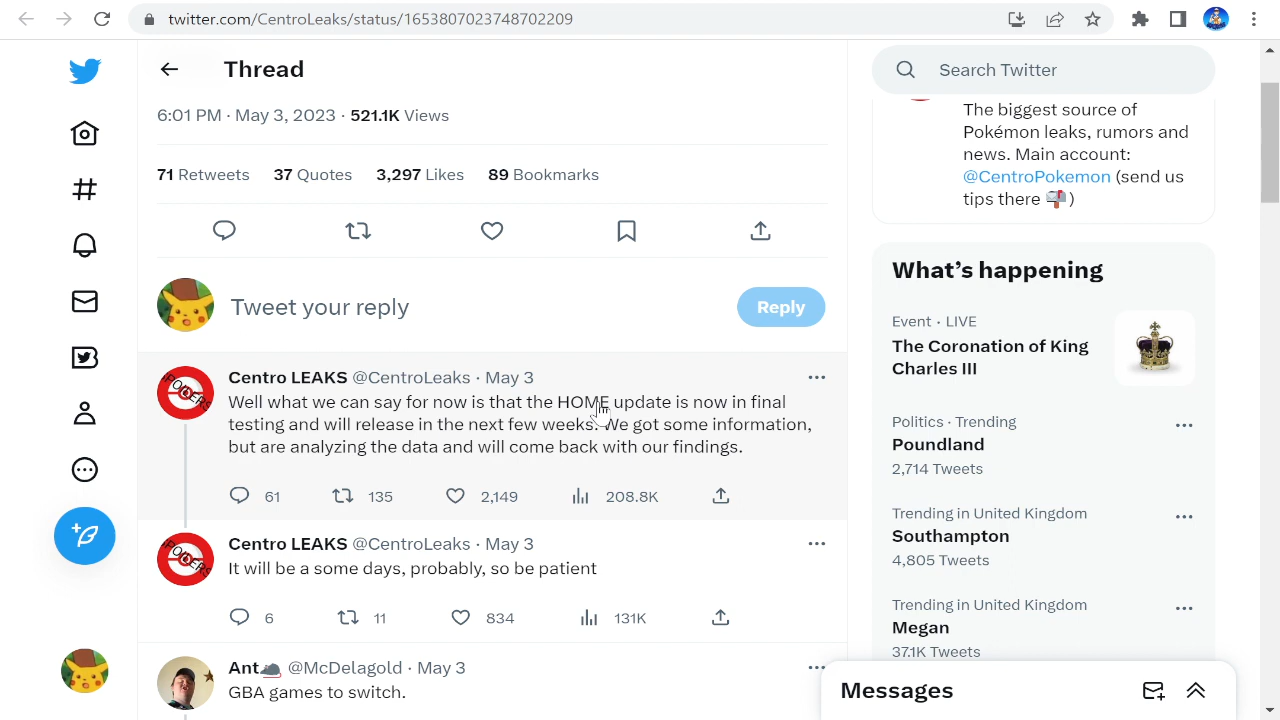 twitter.com/CentroLeaks/status/1653807023748702209
Thread
Search Twitter
6:01 PM · May 3, 2023 · 521.1K Views
71 Retweets 37 Quotes 3,297 Likes 89 Bookmarks
Tweet your reply
Reply
Centro LEAKS @CentroLeaks · May 3
Well what we can say for now is that the HOME update is now in final
testing and will release in the next few weeks. We got some information,
but are analyzing the data and will come back with our findings.
61 135 2,149 208.8K
Centro LEAKS @CentroLeaks · May 3
It will be a some days, probably, so be patient
6 11 834 131K
Ant @McDelagold · May 3
GBA games to switch.
The biggest source of
Pokémon leaks, rumors and
news. Main account:
@CentroPokemon (send us
tips there )
What's happening
Event · LIVE
The Coronation of King
Charles III
Politics · Trending
Poundland
2,714 Tweets
Trending in United Kingdom
Southampton
4,805 Tweets
Trending in United Kingdom
Megan
37.1K Tweets
Messages